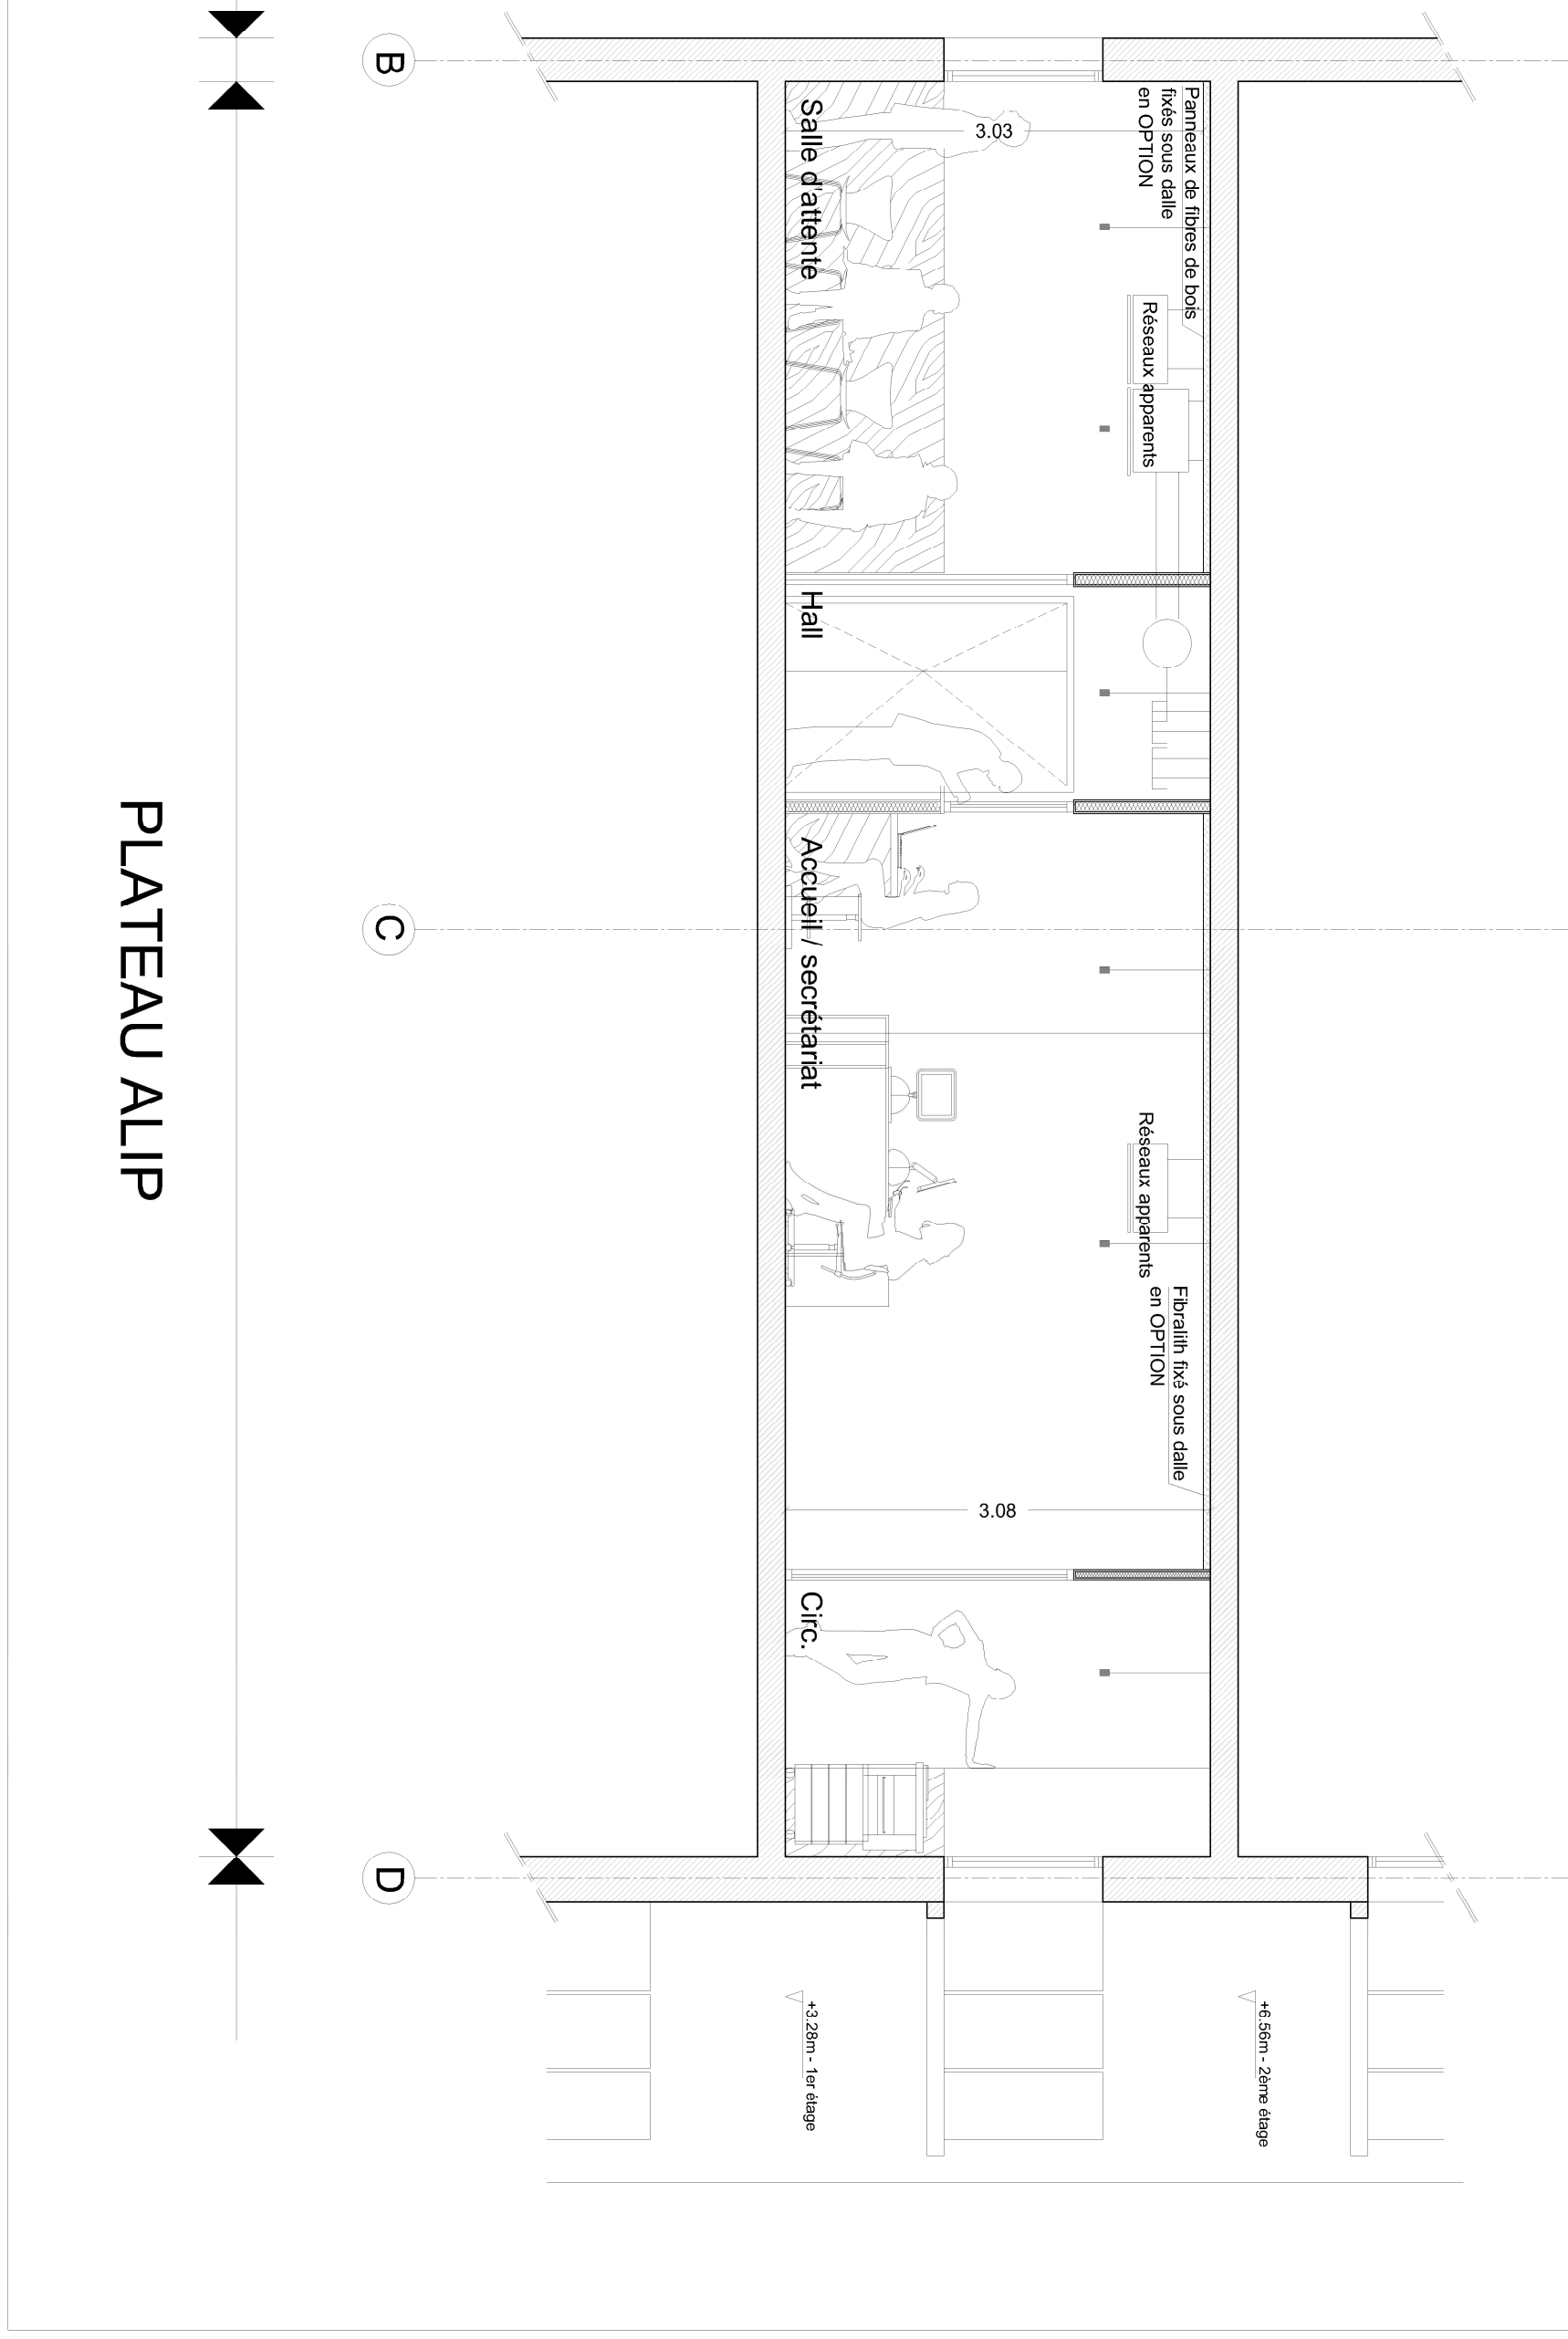 Panneaux de fibres de bois
fixés sous dalle
en OPTION
Réseaux apparents
3.03
Salle d'attente
Hall
Accueil / secrétariat
Réseaux apparents
Fibralith fixé sous dalle
en OPTION
3.08
Circ.
+6.56m - 2ème étage
+3.28m - 1er étage
B
C
D
PLATEAU ALIP